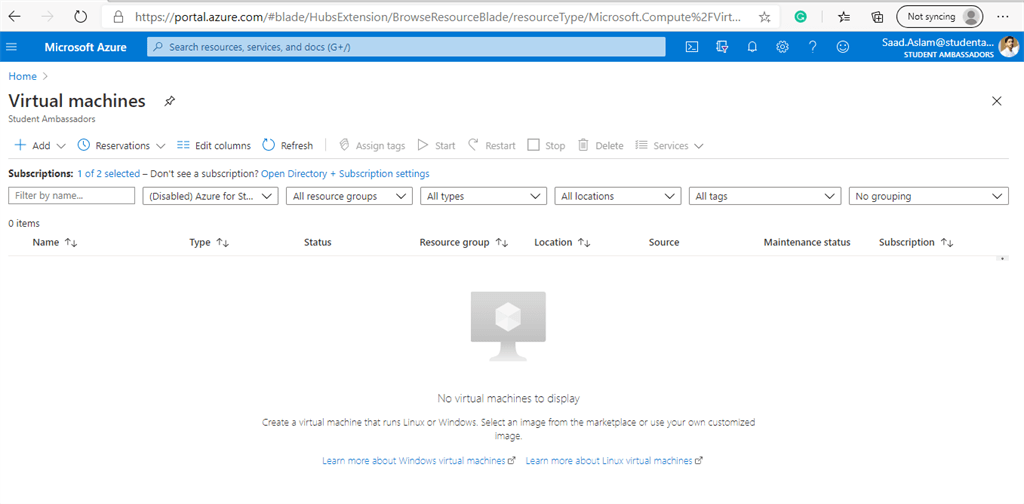 https://portal.azure.com/#blade/HubsExtension/BrowseResourceBlade/resourceType/Microsoft.Compute%2FVirt...
Not syncing
Microsoft Azure
Search resources, services, and docs (G+/)
Saad.Aslam@studenta...
STUDENT AMBASSADORS
Home
Virtual machines
Student Ambassadors
Add
Reservations
Edit columns
Refresh
Assign tags
Start
Restart
Stop
Delete
Services
Subscriptions: 1 of 2 selected – Don't see a subscription? Open Directory + Subscription settings
Filter by name...
(Disabled) Azure for St...
All resource groups
All types
All locations
All tags
No grouping
0 items
Name
Type
Status
Resource group
Location
Source
Maintenance status
Subscription
No virtual machines to display
Create a virtual machine that runs Linux or Windows. Select an image from the marketplace or use your own customized
image.
Learn more about Windows virtual machines
Learn more about Linux virtual machines